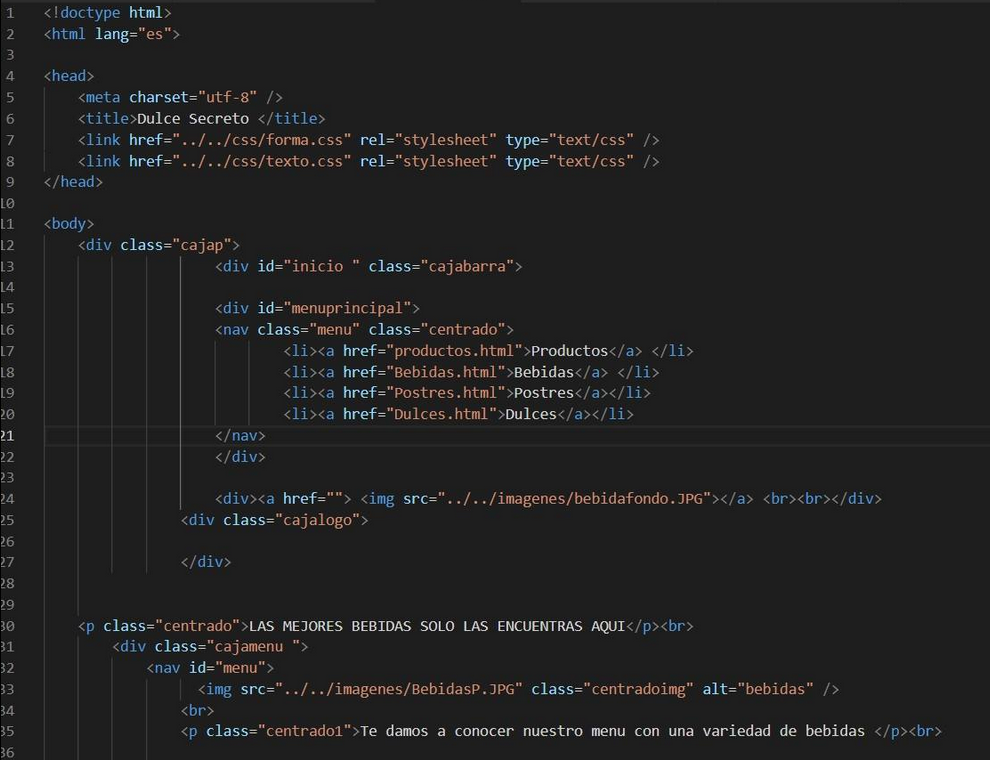 1 <!doctype html>
2 <html lang="es">
3
4 <head>
5 <meta charset="utf-8" />
6 <title>Dulce Secreto </title>
7 <link href="../../css/forma.css" rel="stylesheet" type="text/css" />
8 <link href="../../css/texto.css" rel="stylesheet" type="text/css" />
9 </head>
10
11 <body>
12 <div class="cajap">
13 <div id="inicio " class="cajabarra">
14
15 <div id="menuprincipal">
16 <nav class="menu" class="centrado">
17 <li><a href="productos.html">Productos</a> </li>
18 <li><a href="Bebidas.html">Bebidas</a> </li>
19 <li><a href="Postres.html">Postres</a></li>
20 <li><a href="Dulces.html">Dulces</a></li>
21 </nav>
22 </div>
23
24 <div><a href=""> <img src="../../imagenes/bebidafondo.JPG"></a> <br><br></div>
25 <div class="cajalogo">
26
27 </div>
28
29
30 <p class="centrado">LAS MEJORES BEBIDAS SOLO LAS ENCUENTRAS AQUI</p><br>
31 <div class="cajamenu ">
32 <nav id="menu">
33 <img src="../../imagenes/BebidasP.JPG" class="centradoimg" alt="bebidas" />
34 <br>
35 <p class="centrado1">Te damos a conocer nuestro menu con una variedad de bebidas </p><br>
36